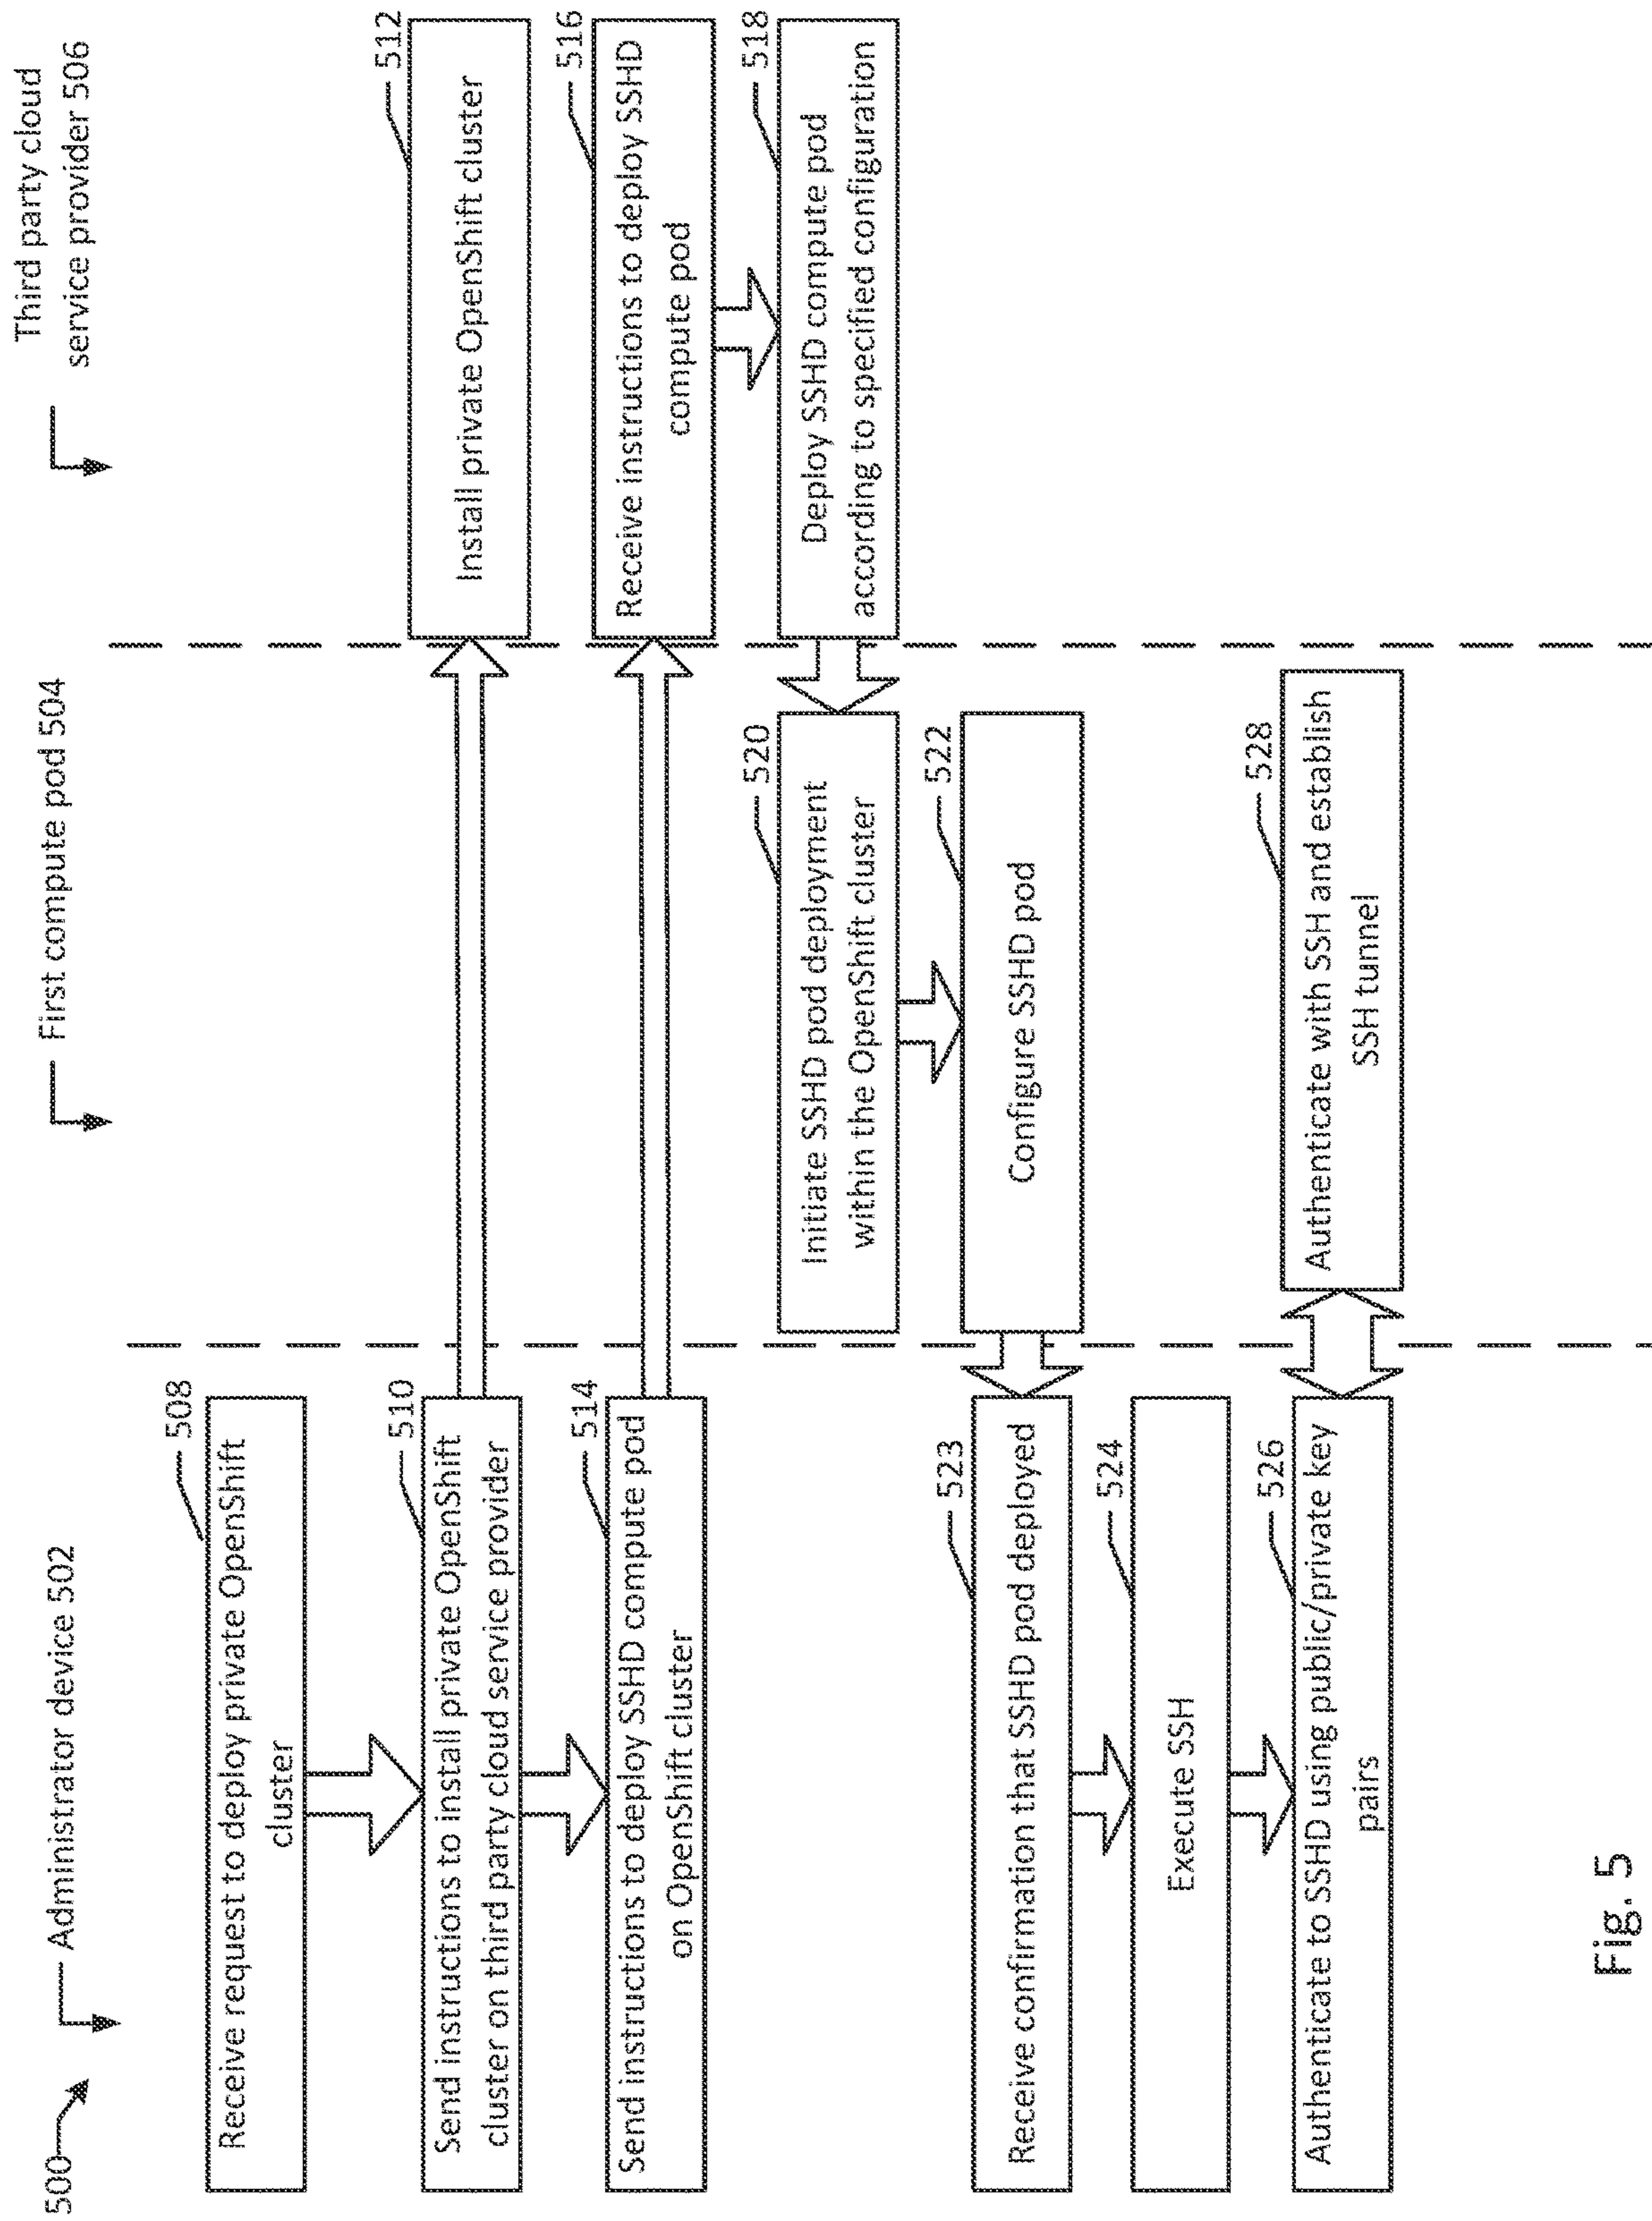 500
Administrator device 502
First compute pod 504
Third party cloud
service provider 506
508
Receive request to deploy private OpenShift
cluster
510
Send instructions to install private OpenShift
cluster on third party cloud service provider
512
Install private OpenShift cluster
514
Send instructions to deploy SSHD compute pod
on OpenShift cluster
516
Receive instructions to deploy SSHD
compute pod
518
Deploy SSHD compute pod
according to specified configuration
520
Initiate SSHD pod deployment
within the OpenShift cluster
522
Configure SSHD pod
523
Receive confirmation that SSHD pod deployed
524
Execute SSH
526
Authenticate to SSHD using public/private key
pairs
528
Authenticate with SSH and establish
SSH tunnel
Fig. 5